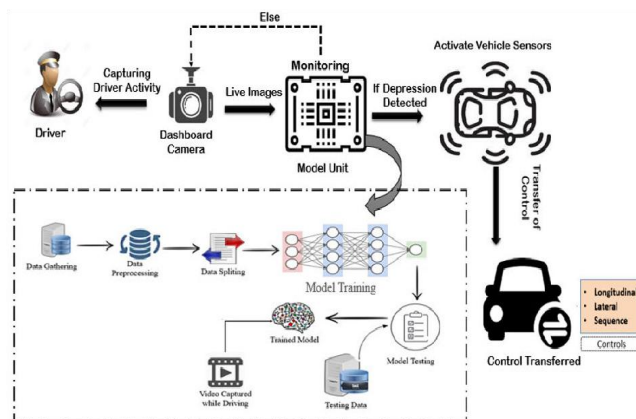 Else
Monitoring
Activate Vehicle Sensors
Capturing
Driver Activity
Live Images
If Depression
Detected
Driver
Dashboard
Camera
Model Unit
Transfer of
Control
Data Gathering
Data
Preprocessing
Data Spliting
Model Training
Longitudinal
Lateral
Sequence
Controls
Control Transferred
Trained Model
Model Testing
Video Captured
while Driving
Testing Data